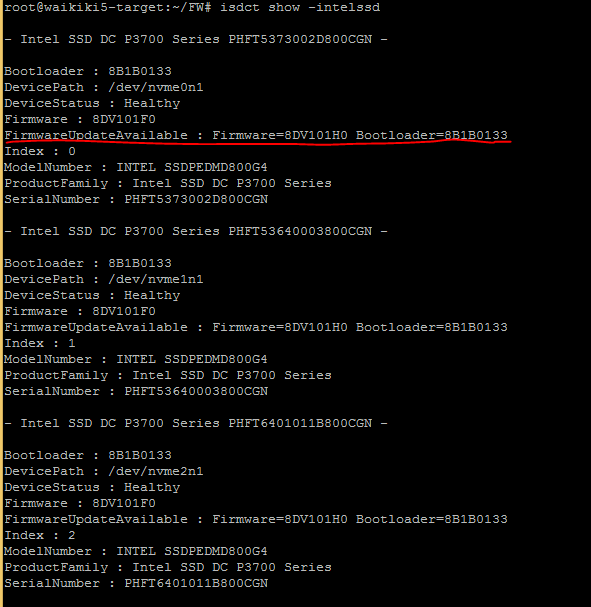 root@waikiki5-target:~/FW# isdct show -intelssd
- Intel SSD DC P3700 Series PHFT5373002D800CGN -
Bootloader : 8B1B0133
DevicePath : /dev/nvme0n1
DeviceStatus : Healthy
Firmware : 8DV101F0
FirmwareUpdateAvailable : Firmware=8DV101H0 Bootloader=8B1B0133
Index : 0
ModelNumber : INTEL SSDPEDMD800G4
ProductFamily : Intel SSD DC P3700 Series
SerialNumber : PHFT5373002D800CGN
- Intel SSD DC P3700 Series PHFT53640003800CGN -
Bootloader : 8B1B0133
DevicePath : /dev/nvme1n1
DeviceStatus : Healthy
Firmware : 8DV101F0
FirmwareUpdateAvailable : Firmware=8DV101H0 Bootloader=8B1B0133
Index : 1
ModelNumber : INTEL SSDPEDMD800G4
ProductFamily : Intel SSD DC P3700 Series
SerialNumber : PHFT53640003800CGN
- Intel SSD DC P3700 Series PHFT6401011B800CGN -
Bootloader : 8B1B0133
DevicePath : /dev/nvme2n1
DeviceStatus : Healthy
Firmware : 8DV101F0
FirmwareUpdateAvailable : Firmware=8DV101H0 Bootloader=8B1B0133
Index : 2
ModelNumber : INTEL SSDPEDMD800G4
ProductFamily : Intel SSD DC P3700 Series
SerialNumber : PHFT6401011B800CGN